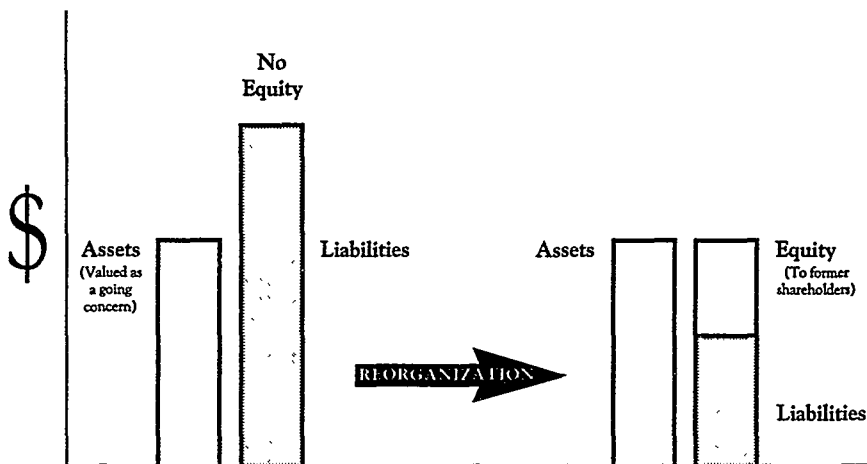 No
Equity
$
Assets
(Valued as
a going
concern)
Liabilities
REORGANIZATION
Assets
Equity
(To former
shareholders)
Liabilities